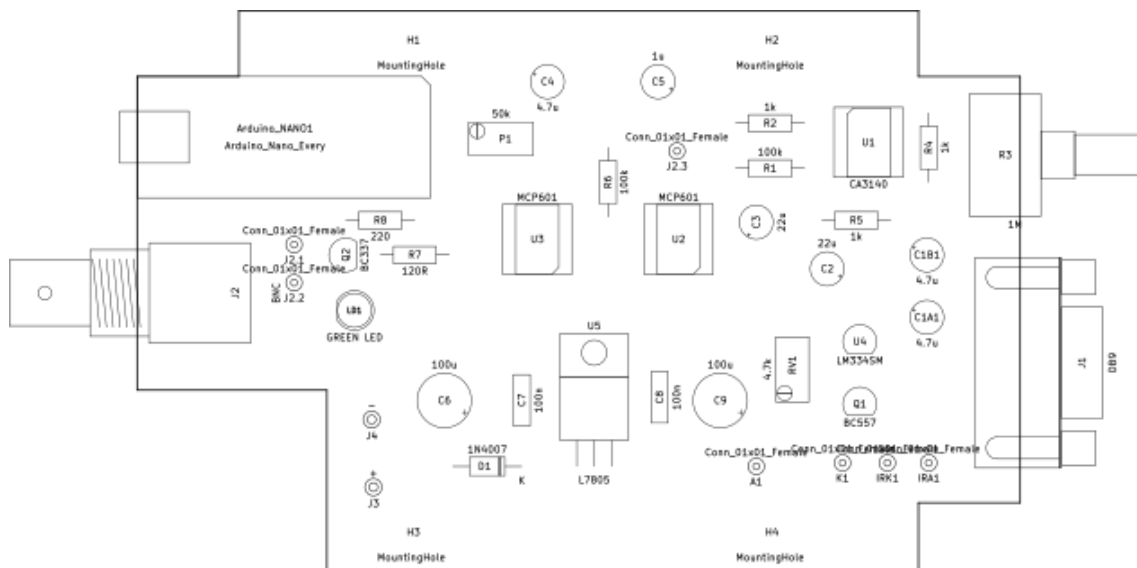 H1
MountingHole
H2
MountingHole
C4
4.7u
1u
C5
50k
P1
Arduino_NANO1
Arduino_Nano_Every
1k
R2
Conn_01x01_Female
J2.3
100k
R1
U1
CA3140
R4
1k
R3
1M
R6
100k
MCP601
U3
MCP601
U2
C3
22u
R5
1k
R8
220
Conn_01x01_Female
J2.1
Conn_01x01_Female
J2.2
Q2
BC337
R7
120R
22u
C2
C1B1
4.7u
C1A1
4.7u
J2
BNC
LD1
GREEN LED
U5
L7805
U4
LM334SM
4.7k
RV1
Q1
BC557
J1
DB9
100u
C6
C7
100n
C8
100n
100u
C9
-
J4
+
J3
1N4007
D1
K
Conn_01x01_Female
A1
K1
IRK1
IRA1
H3
MountingHole
H4
MountingHole